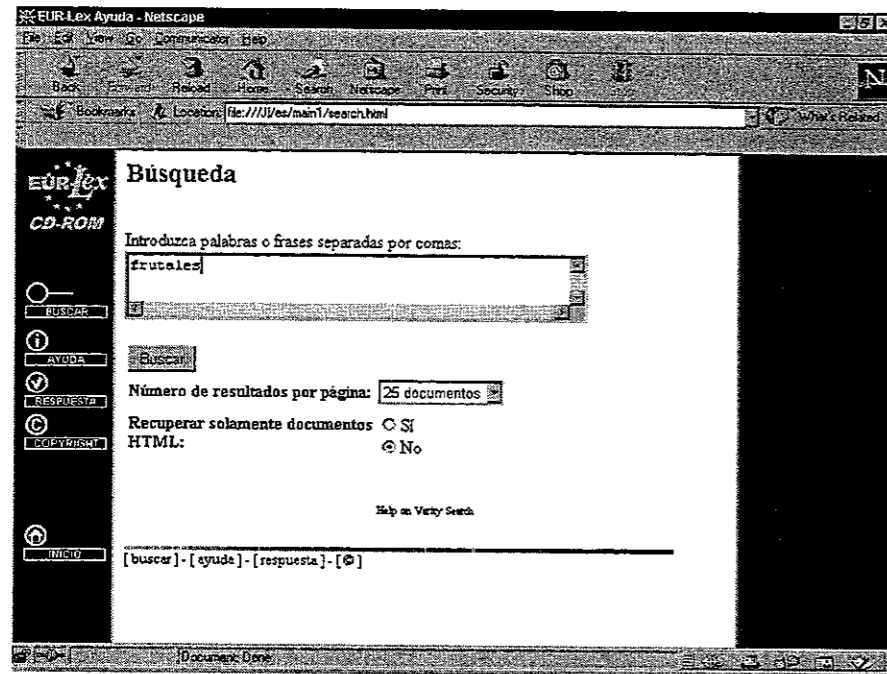 EUR-Lex Ayuda - Netscape
File Edit View Go Communicator Help
Back Forward Reload Home Search Netscape Print Security Shop
Bookmarks Location: file:///J|/es/main1/search.html What's Related
EUR-Lex
CD-ROM
BUSCAR
AYUDA
RESPUESTA
COPYRIGHT
INICIO
Búsqueda
Introduzca palabras o frases separadas por comas:
frutales
Buscar
Número de resultados por página: 25 documentos
Recuperar solamente documentos HTML: Sí
No
Help on Verity Search
[ buscar ] - [ ayuda ] - [ respuesta ] - [ © ]
Document: Done